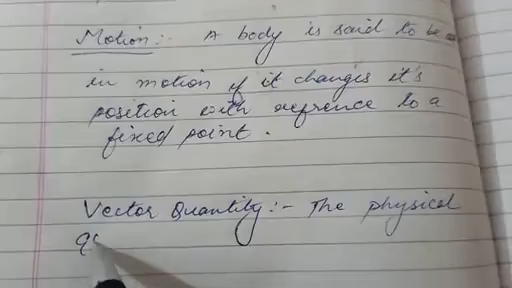 Motion:- A body is said to be
in motion if it changes it's
position with refrence to a
fixed point.
Vector Quantity:- The physical